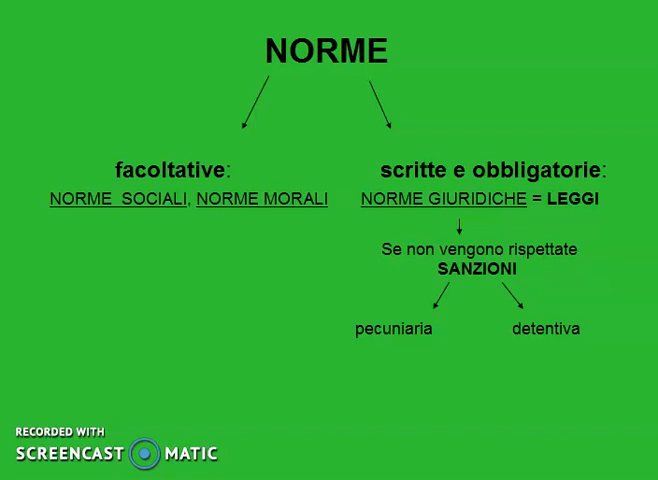 NORME
facoltative:
NORME SOCIALI, NORME MORALI
scritte e obbligatorie:
NORME GIURIDICHE = LEGGI
Se non vengono rispettate
SANZIONI
pecuniaria
detentiva
RECORDED WITH
SCREENCAST MATIC